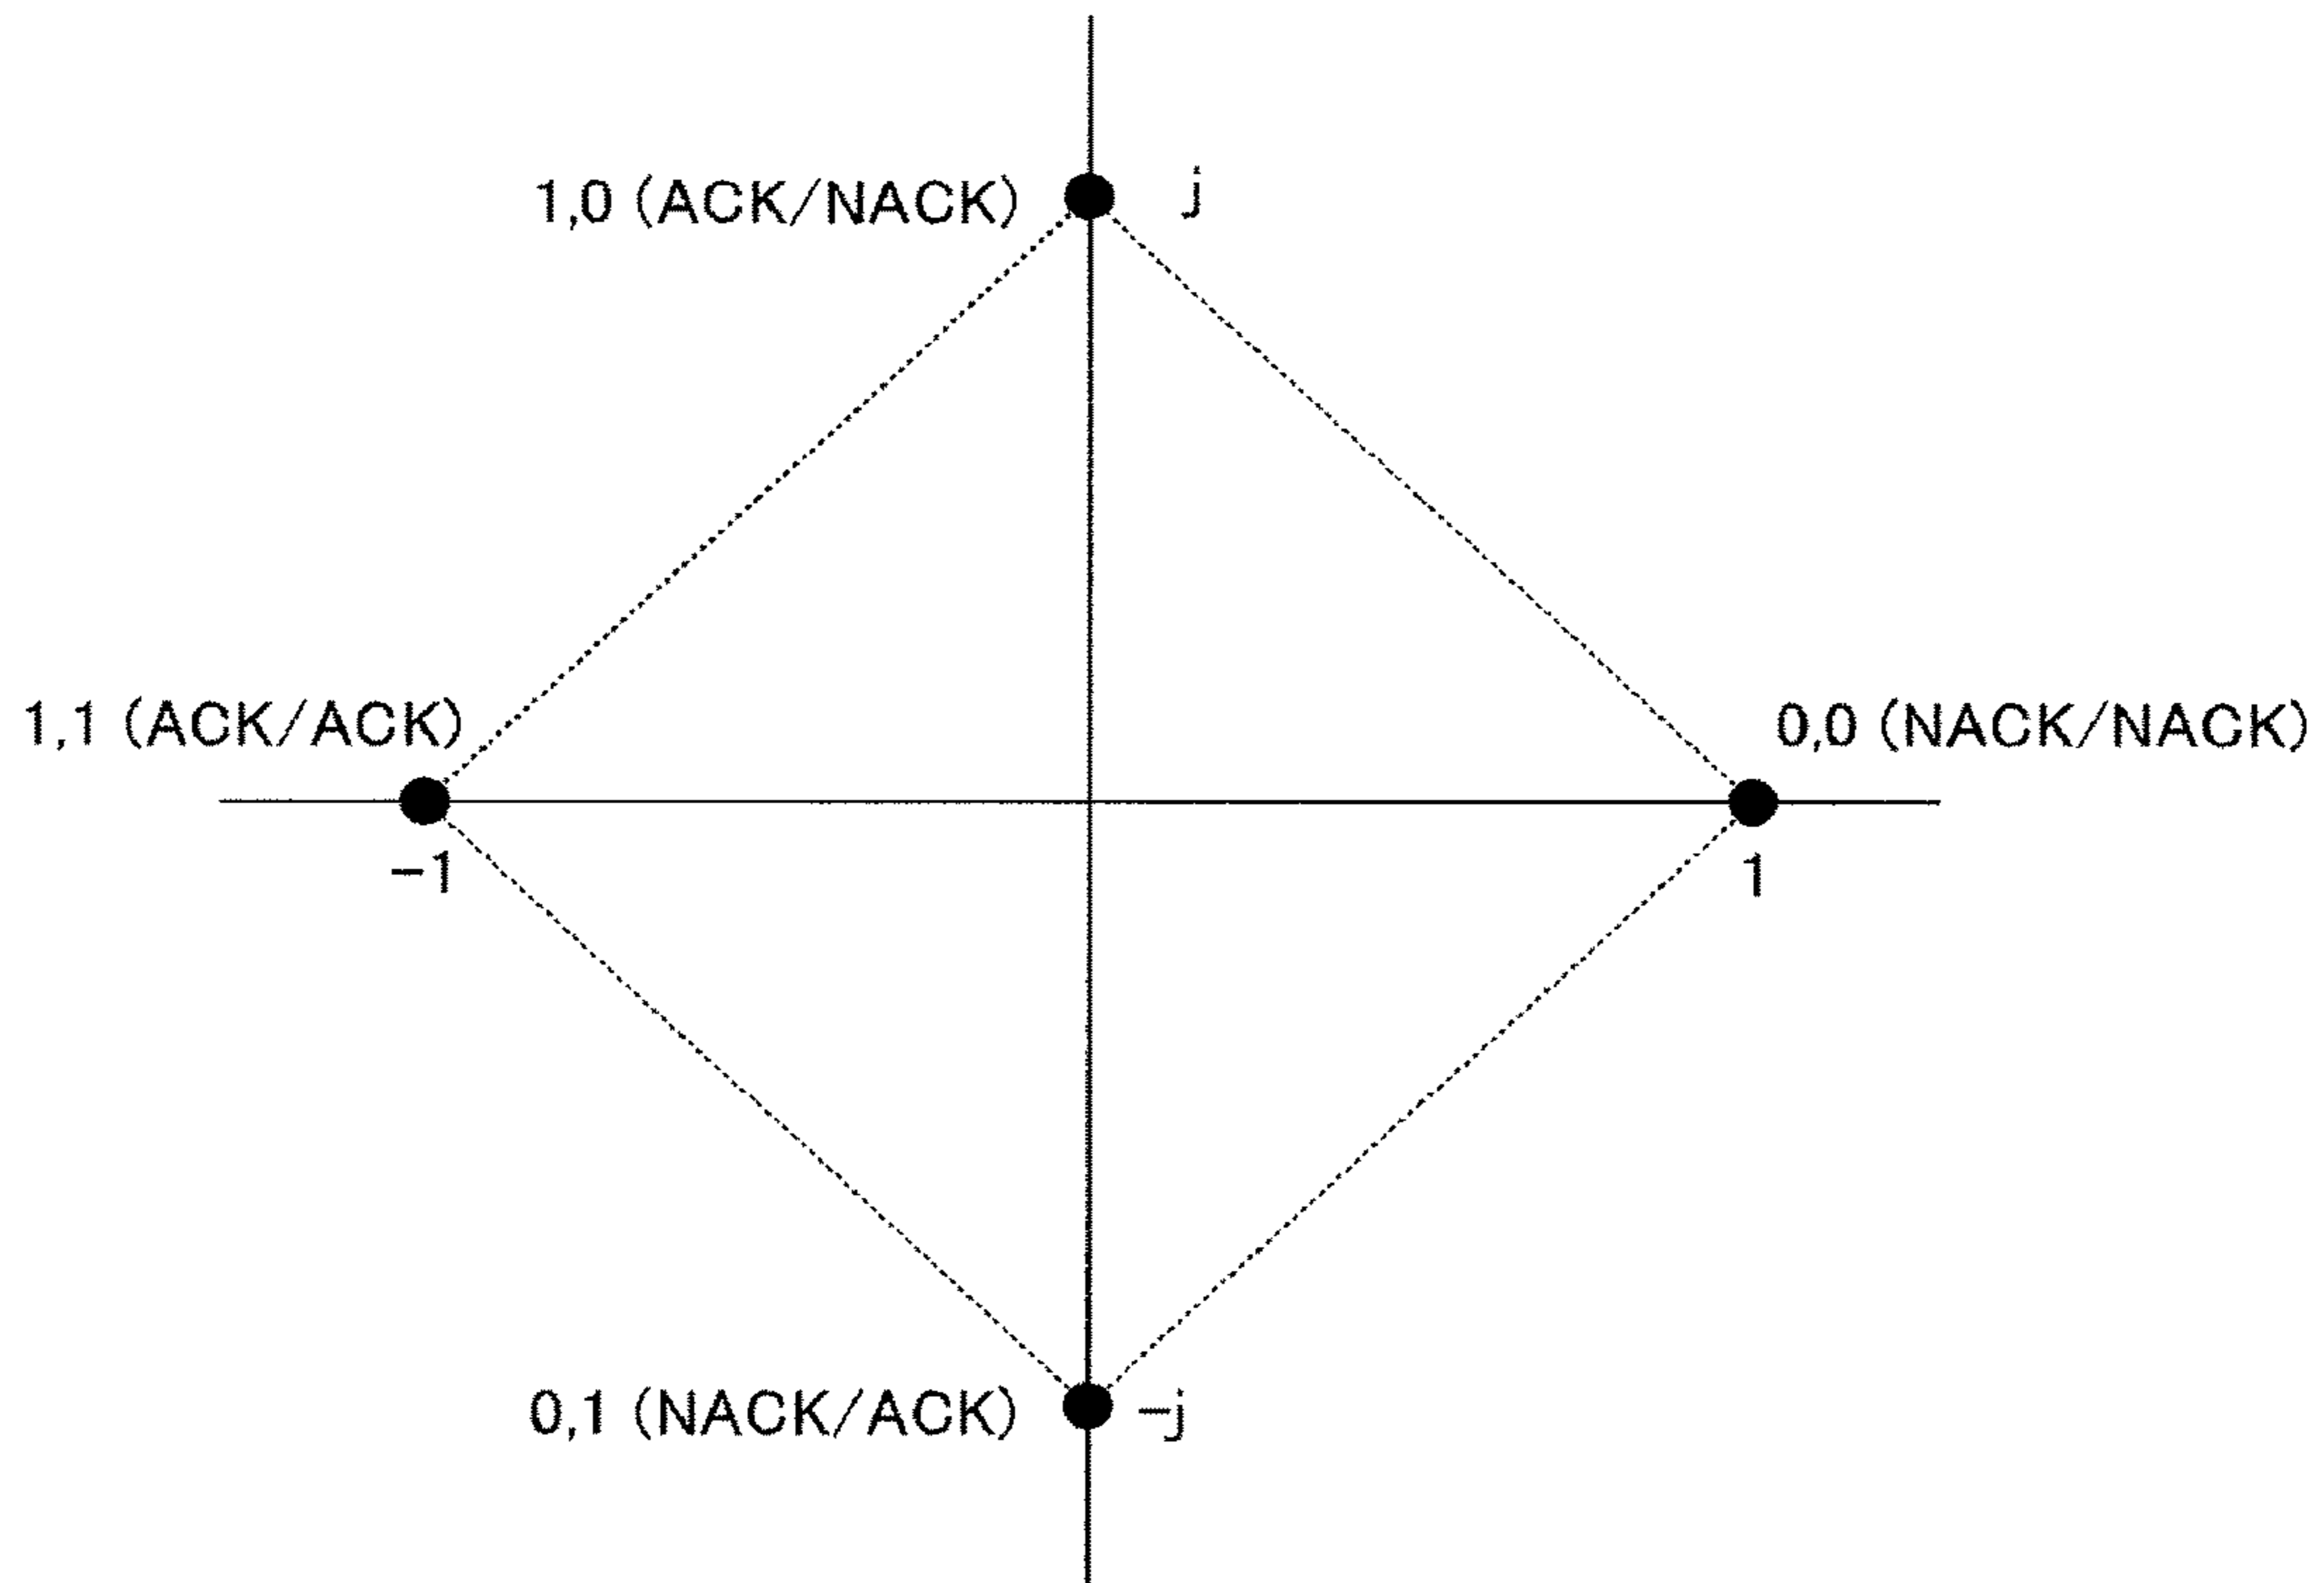 1,0 (ACK/NACK)
j
1,1 (ACK/ACK)
0,0 (NACK/NACK)
-1
1
0,1 (NACK/ACK)
-j